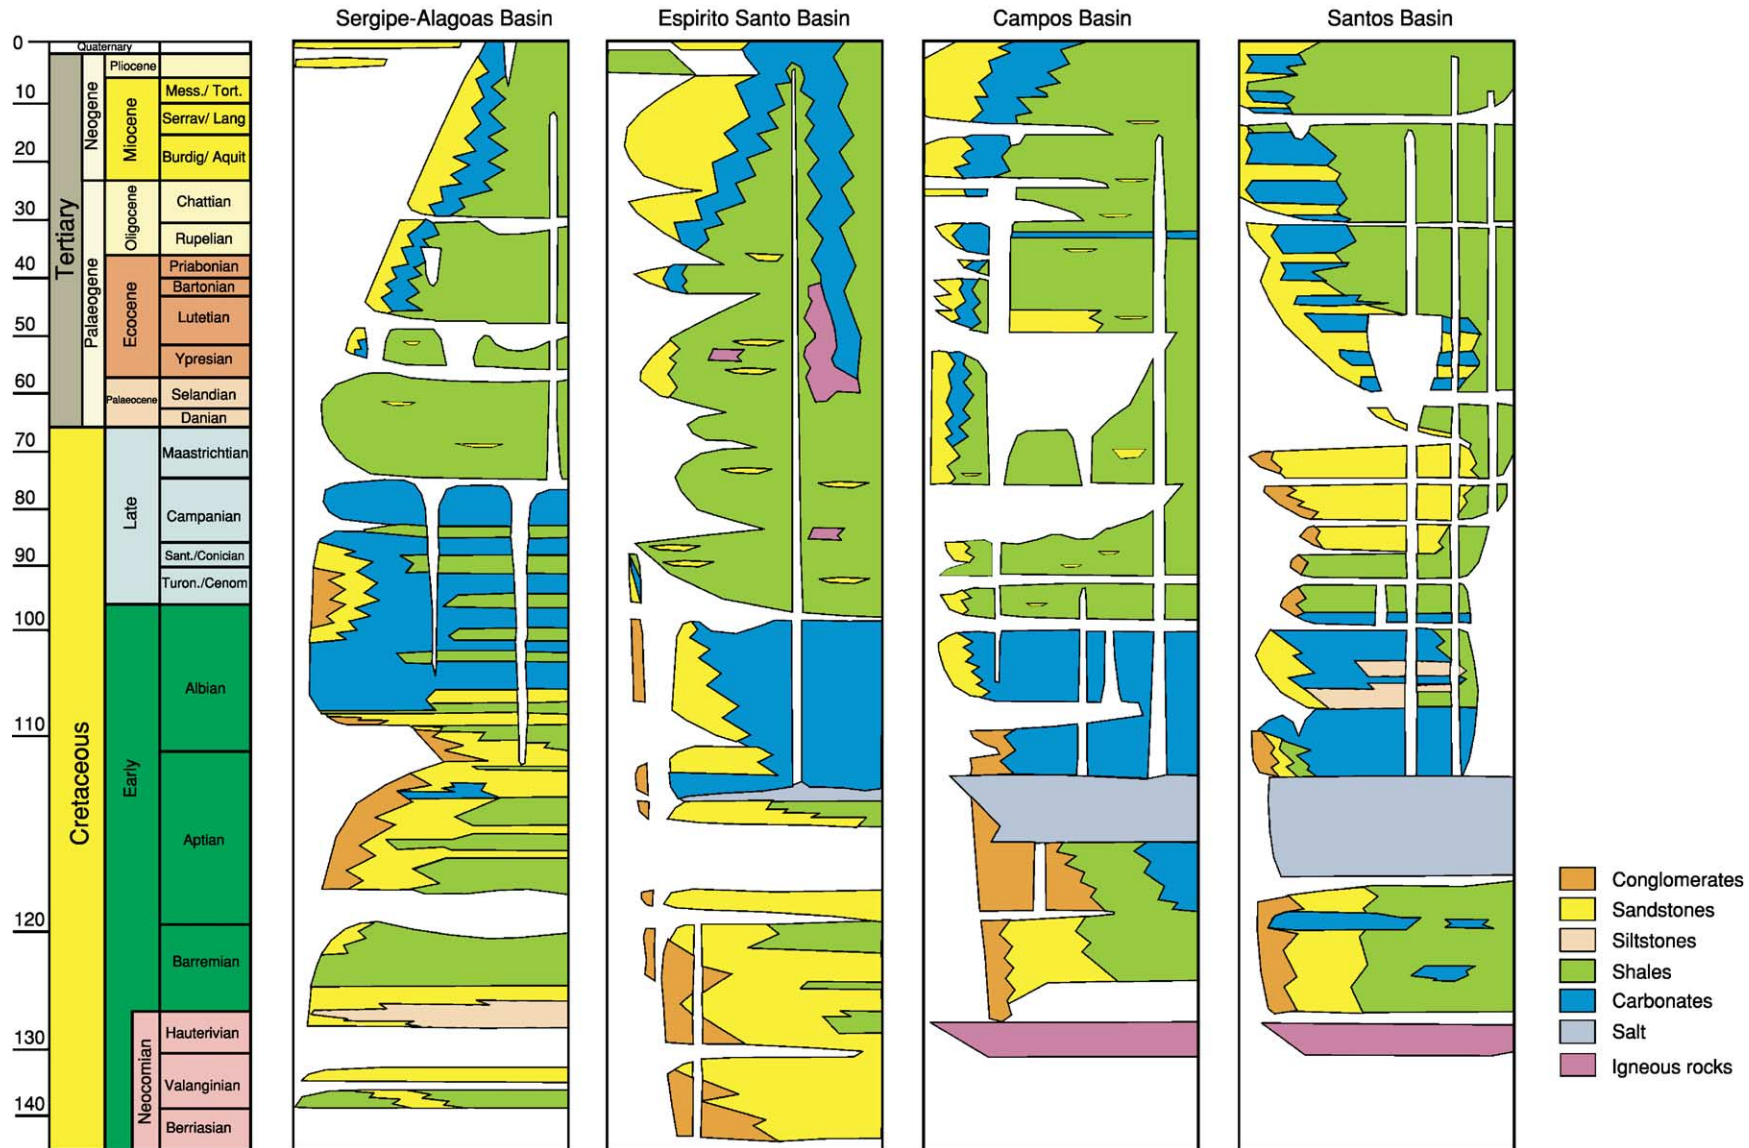 Sergipe-Alagoas Basin
Espirito Santo Basin
Campos Basin
Santos Basin
0
10
20
30
40
50
60
70
80
90
100
110
120
130
140
Tertiary
Cretaceous
Neogene
Palaeogene
Quaternary
Pliocene
Miocene
Oligocene
Ecocene
Palaeocene
Late
Early
Neocomian
Mess./ Tort.
Serrav/ Lang
Burdig/ Aquit
Chattian
Rupelian
Priabonian
Bartonian
Lutetian
Ypresian
Selandian
Danian
Maastrichtian
Campanian
Sant./Conician
Turon./Cenom
Albian
Aptian
Barremian
Hauterivian
Valanginian
Berriasian
Conglomerates
Sandstones
Siltstones
Shales
Carbonates
Salt
Igneous rocks